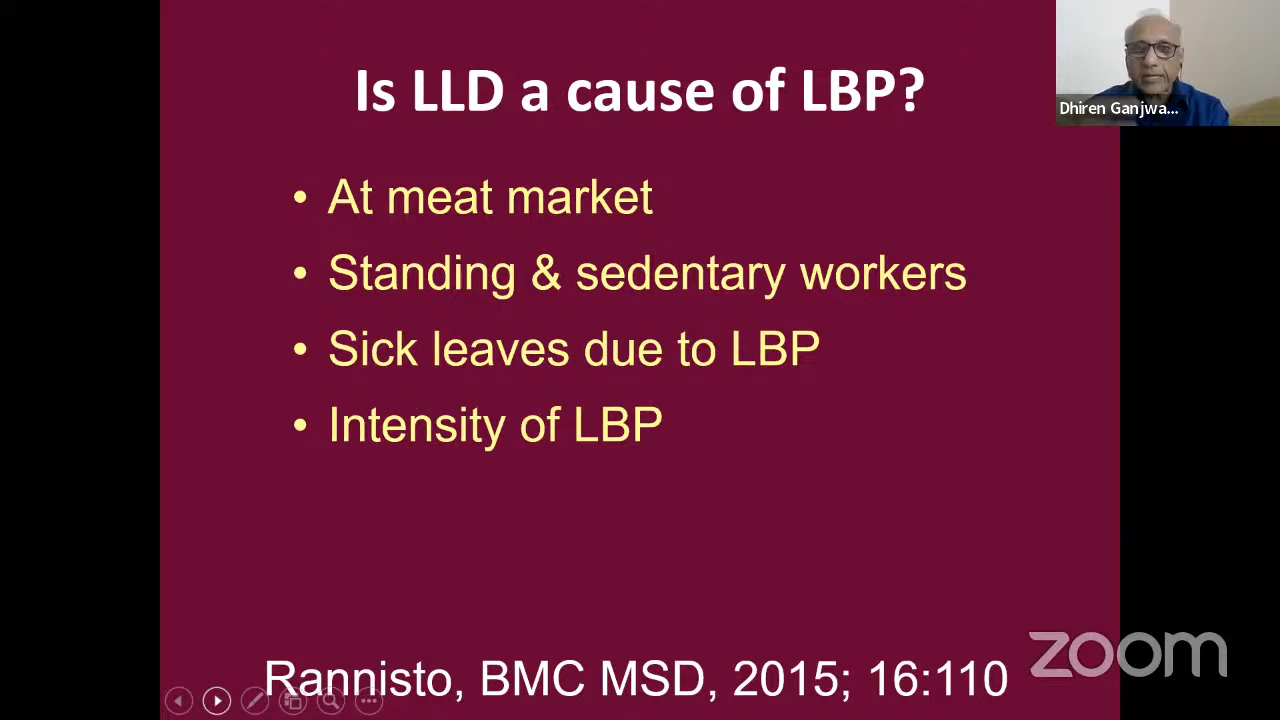 Is LLD a cause of LBP?
Dhiren Ganjwa...
• At meat market
• Standing & sedentary workers
• Sick leaves due to LBP
• Intensity of LBP
Rannisto, BMC MSD, 2015; 16:110
zoom